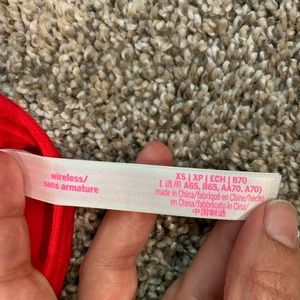 wireless/
sans armature
XS | XP | ECH | B70
(适用 A65, B65, AA70, A70)
made in China/fabriqué en Chine/hecho
en China/fabbricato in Cina/
中国制造